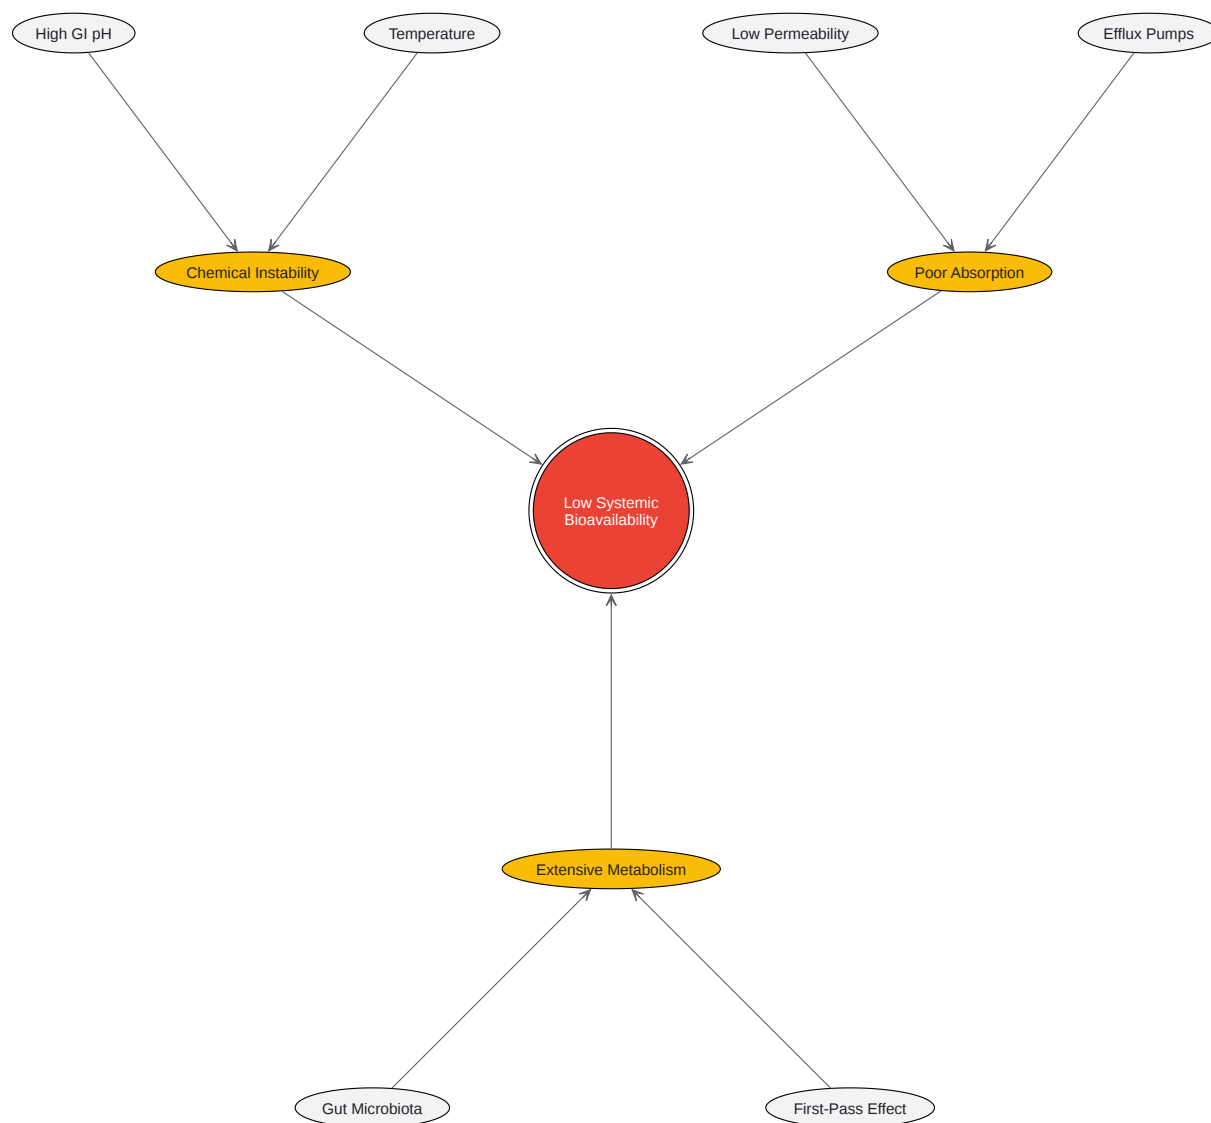 High GI pH
Temperature
Low Permeability
Efflux Pumps
Chemical Instability
Poor Absorption
Low Systemic
Bioavailability
Extensive Metabolism
Gut Microbiota
First-Pass Effect